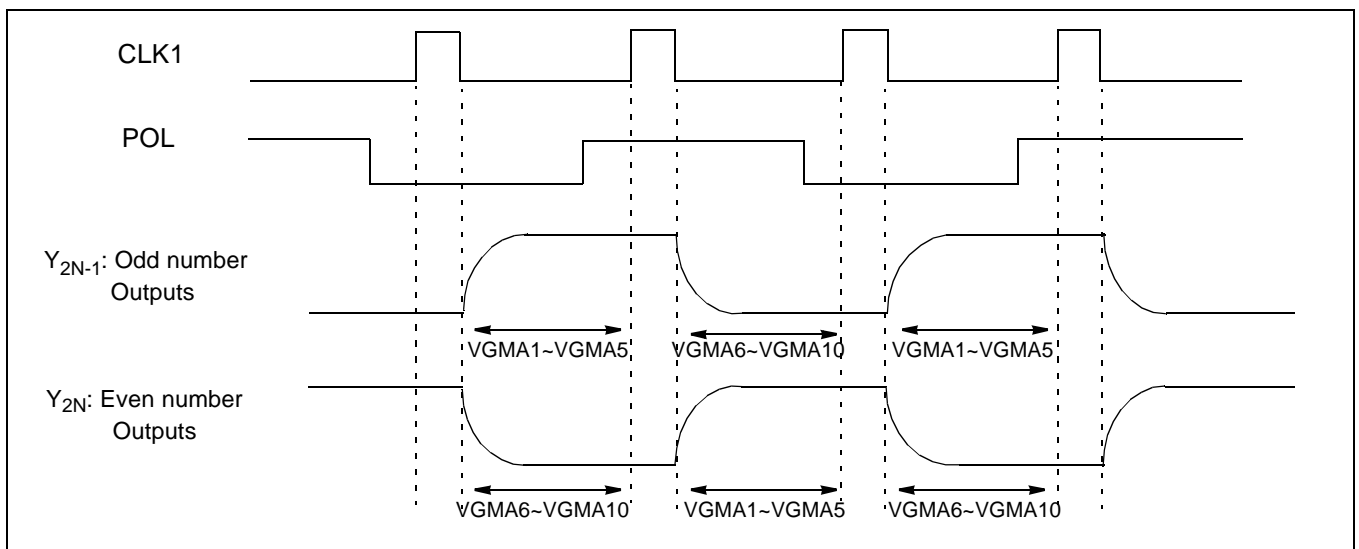 CLK1
POL
Y2N-1: Odd number
Outputs
VGMA1~VGMA5 VGMA6~VGMA10 VGMA1~VGMA5
Y2N: Even number
Outputs
VGMA6~VGMA10 VGMA1~VGMA5 VGMA6~VGMA10